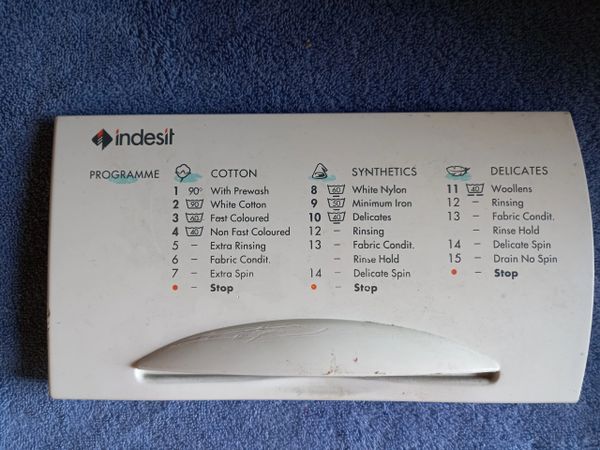 indesit
PROGRAMME
COTTON
1 90° With Prewash
2 90 White Cotton
3 60 Fast Coloured
4 40 Non Fast Coloured
5 – Extra Rinsing
6 – Fabric Condit.
7 – Extra Spin
– Stop
SYNTHETICS
8 60 White Nylon
9 50 Minimum Iron
10 40 Delicates
12 – Rinsing
13 – Fabric Condit.
– Rinse Hold
14 – Delicate Spin
– Stop
DELICATES
11 40 Woollens
12 – Rinsing
13 – Fabric Condit.
– Rinse Hold
14 – Delicate Spin
15 – Drain No Spin
– Stop